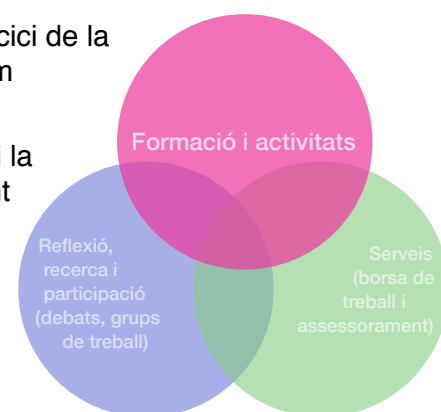 cici de la
i la
Formació i activitats
Reflexió,
recerca i
participació
(debats, grups
de treball)
Serveis
(borsa de
treball i
assessorament)